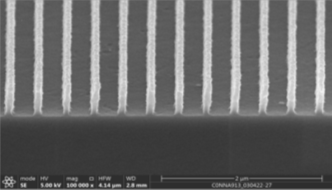 mode HV mag HFW WD 2 µm
SE 5.00 kV 100 000 x 4.14 µm 2.8 mm